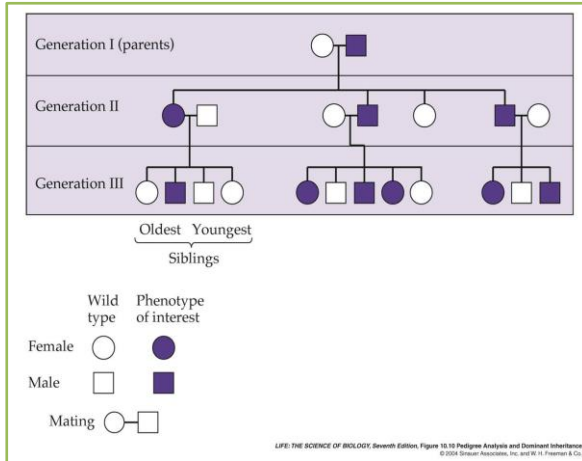 Generation I (parents)
Generation II
Generation III
Oldest Youngest
Siblings
Wild type
Phenotype of interest
Female
Male
Mating
LIFE: THE SCIENCE OF BIOLOGY, Seventh Edition, Figure 10.10 Pedigree Analysis and Dominant Inheritance
© 2004 Sinauer Associates, Inc. and W. H. Freeman & Co.